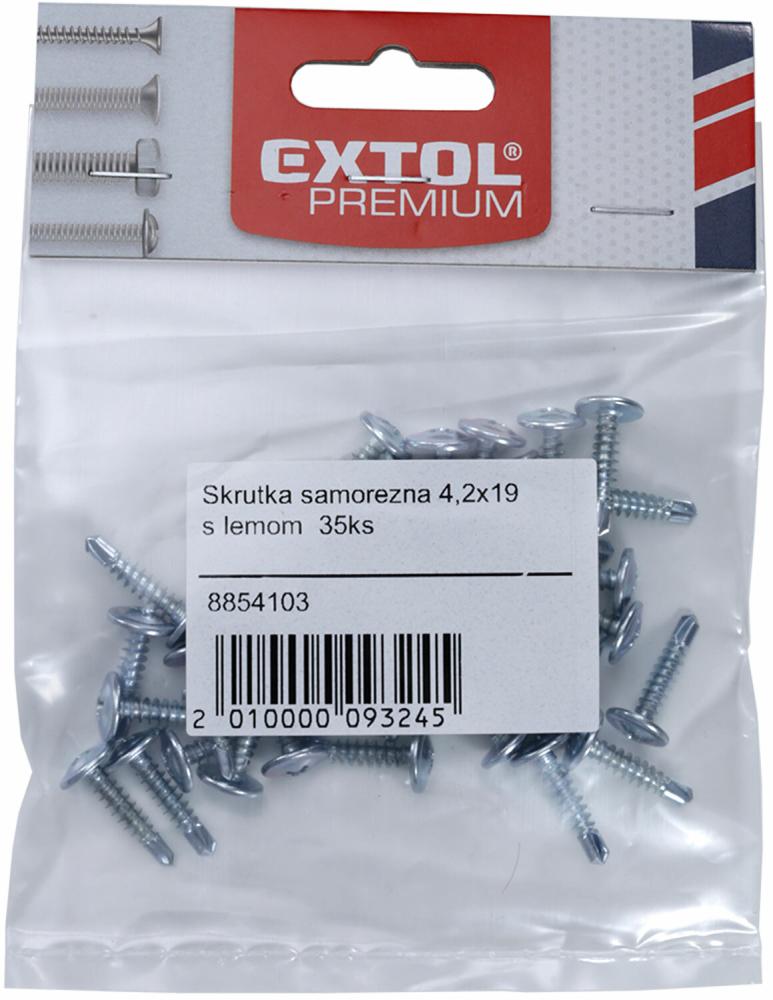 EXTOL®
PREMIUM
Skrutka samorezna 4,2x19
s lemom 35ks
8854103
2 010000 093245